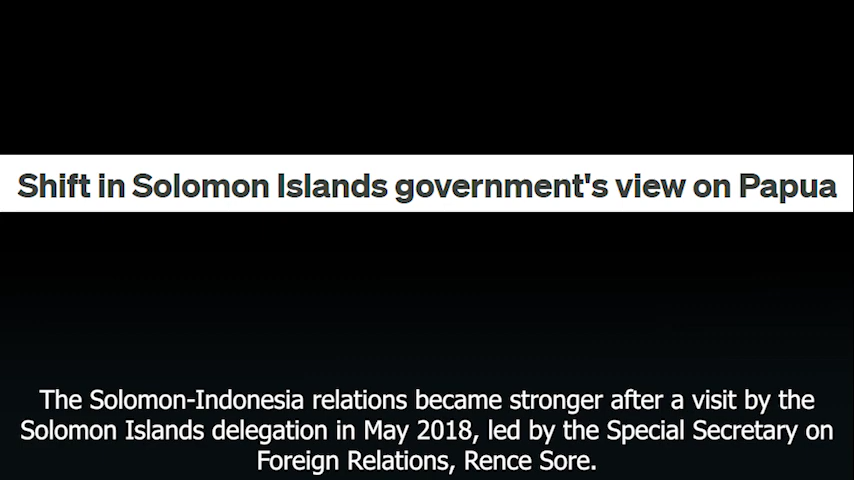 Shift in Solomon Islands government's view on Papua
The Solomon-Indonesia relations became stronger after a visit by the
Solomon Islands delegation in May 2018, led by the Special Secretary on
Foreign Relations, Rence Sore.